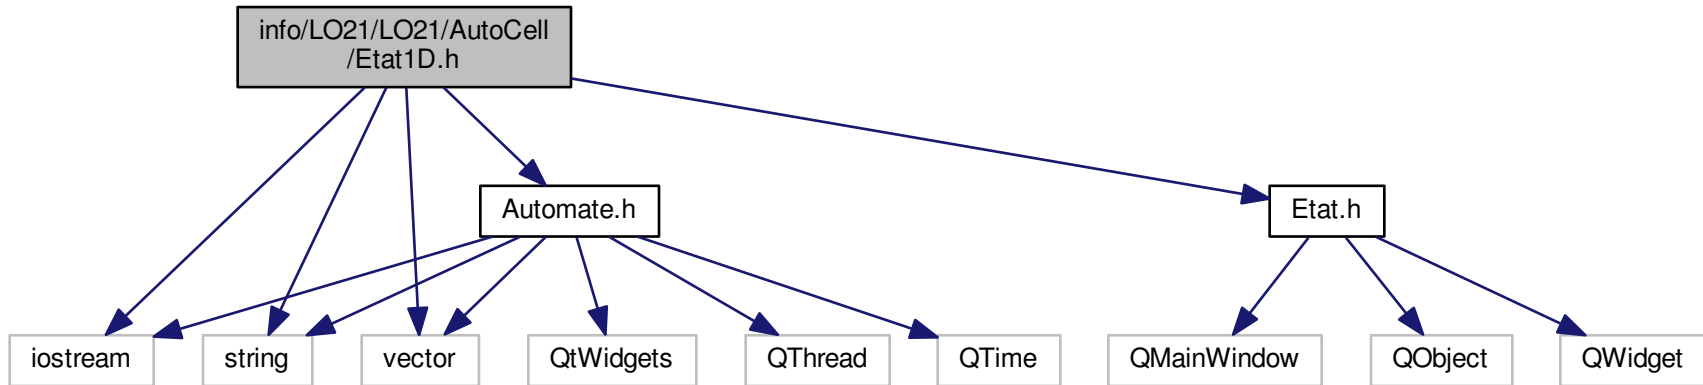 info/LO21/LO21/AutoCell
/Etat1D.h
Automate.h
Etat.h
iostream
string
vector
QtWidgets
QThread
QTime
QMainWindow
QObject
QWidget